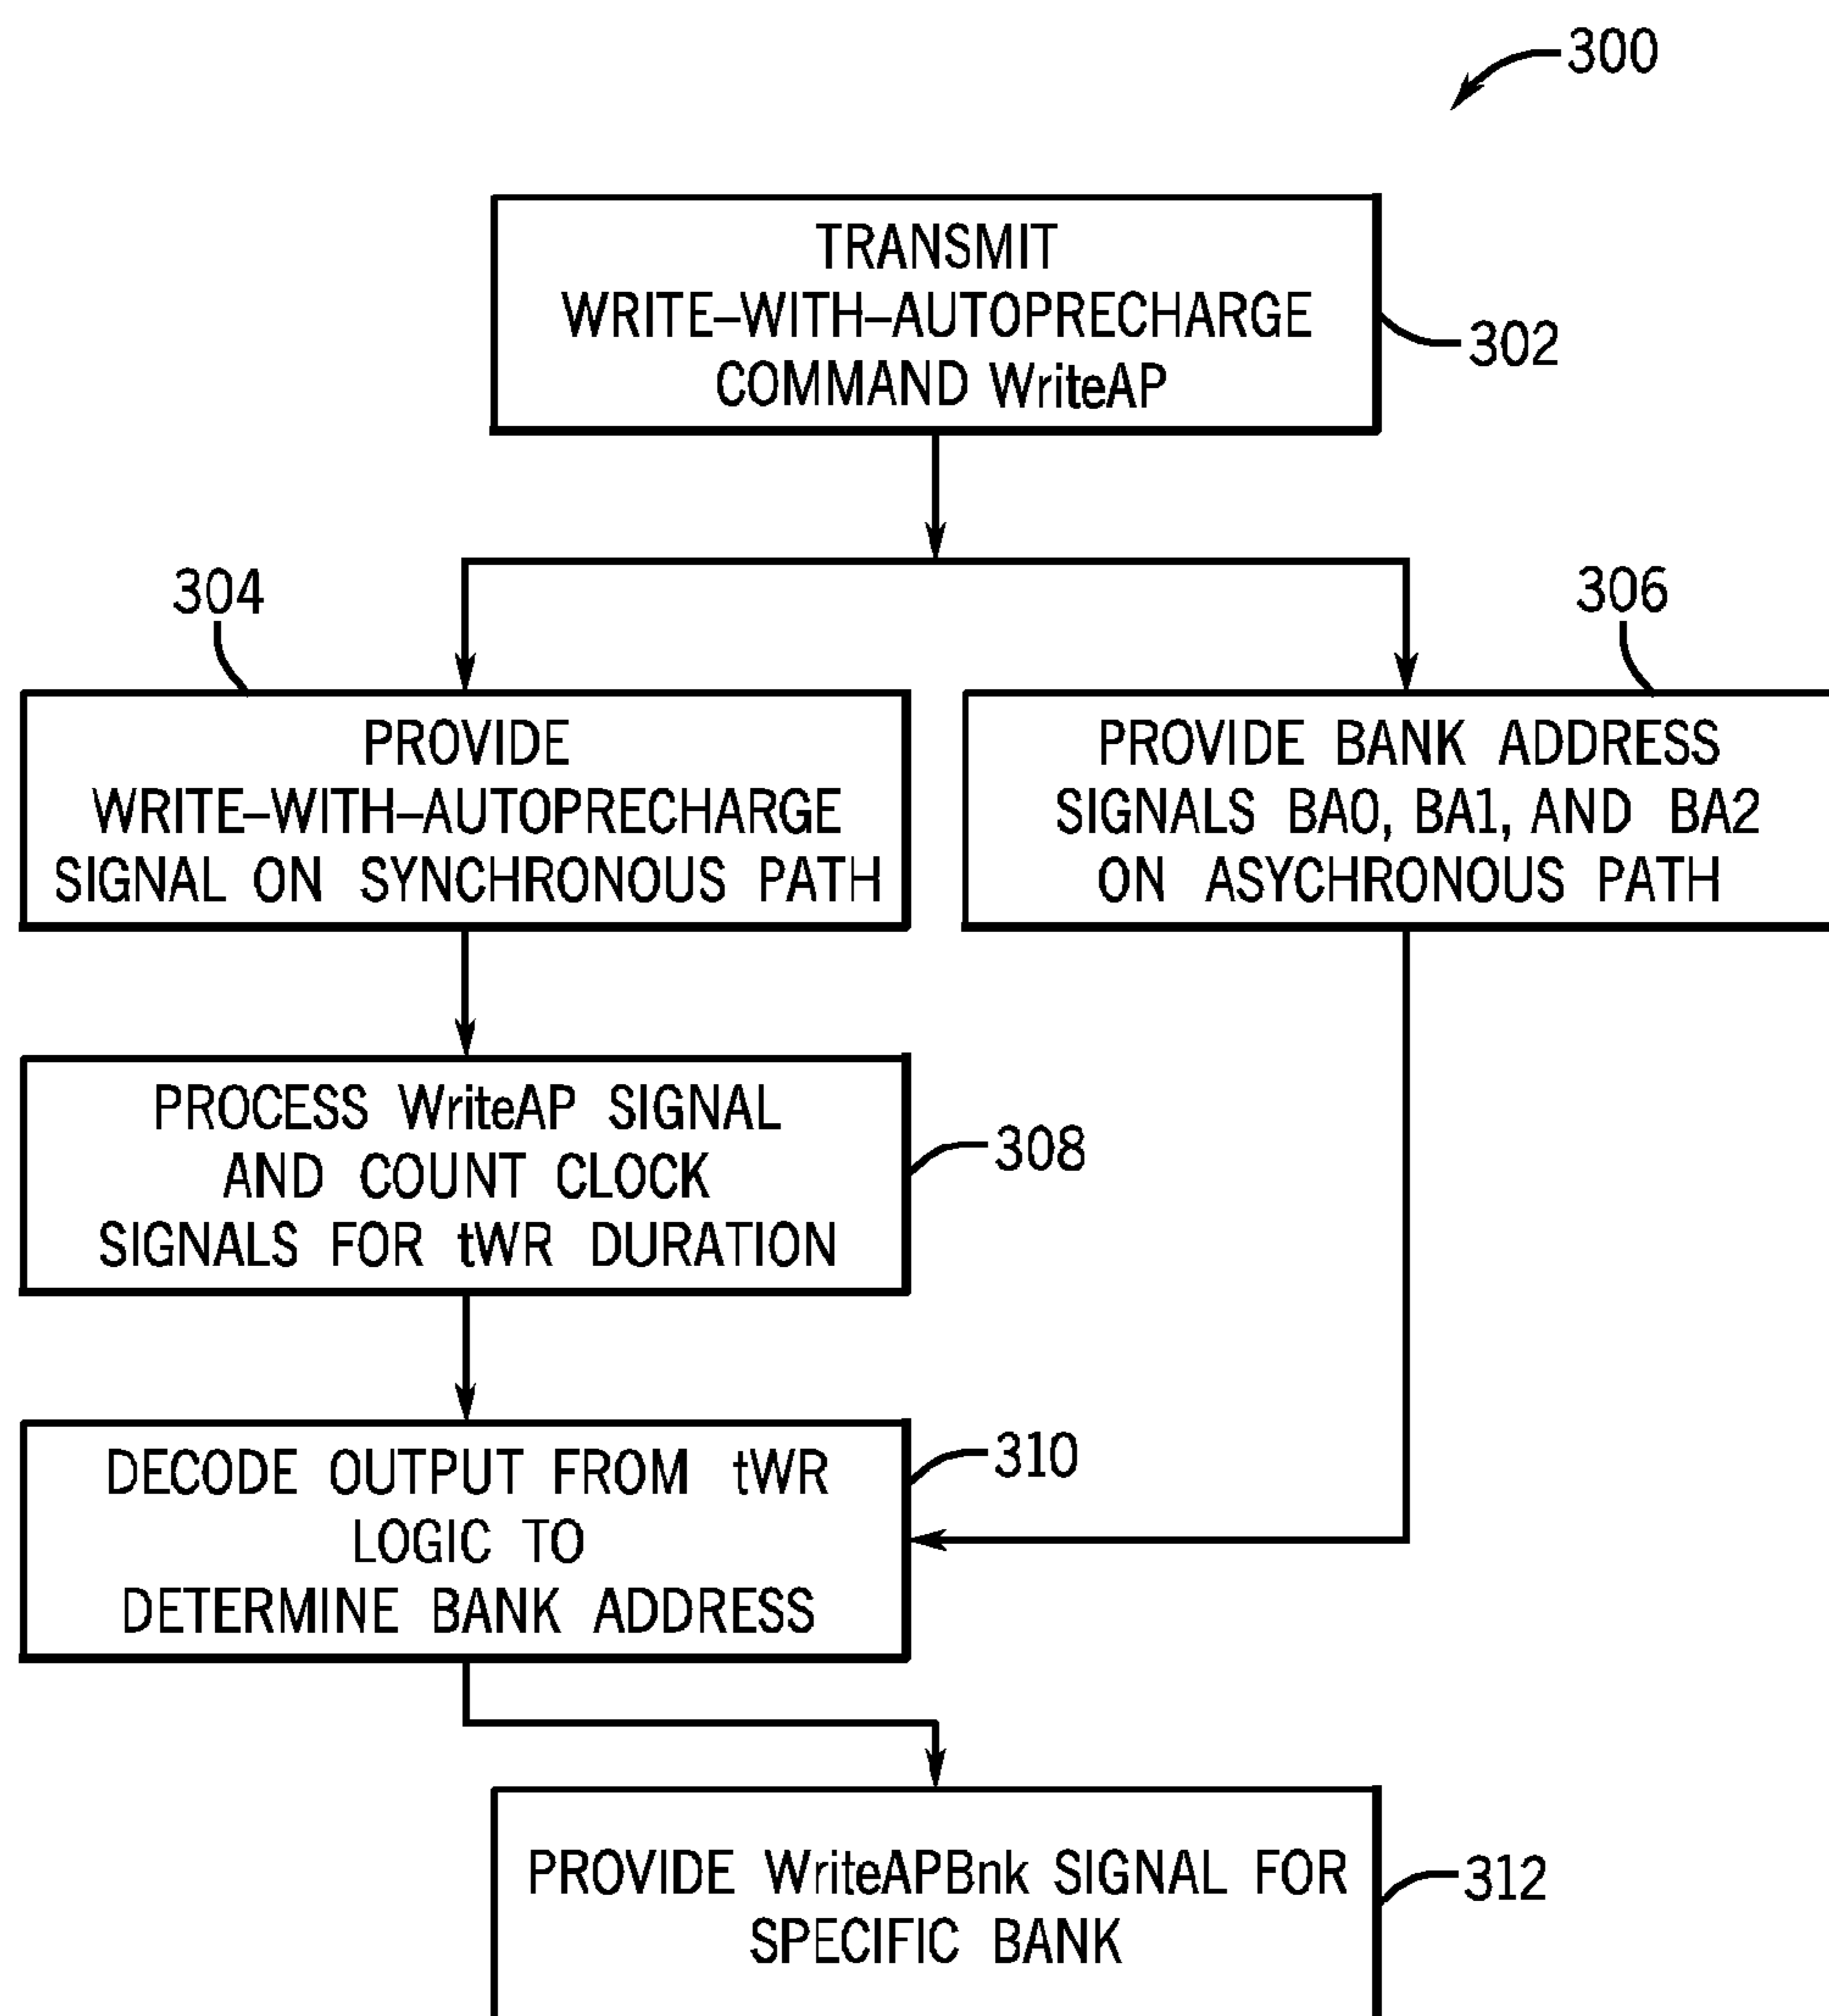 300
TRANSMIT
WRITE–WITH–AUTOPRECHARGE
COMMAND WriteAP
302
304
306
PROVIDE
WRITE–WITH–AUTOPRECHARGE
SIGNAL ON SYNCHRONOUS PATH
PROVIDE BANK ADDRESS
SIGNALS BA0, BA1, AND BA2
ON ASYCHRONOUS PATH
PROCESS WriteAP SIGNAL
AND COUNT CLOCK
SIGNALS FOR tWR DURATION
308
DECODE OUTPUT FROM tWR
LOGIC TO
DETERMINE BANK ADDRESS
310
PROVIDE WriteAPBnk SIGNAL FOR
SPECIFIC BANK
312